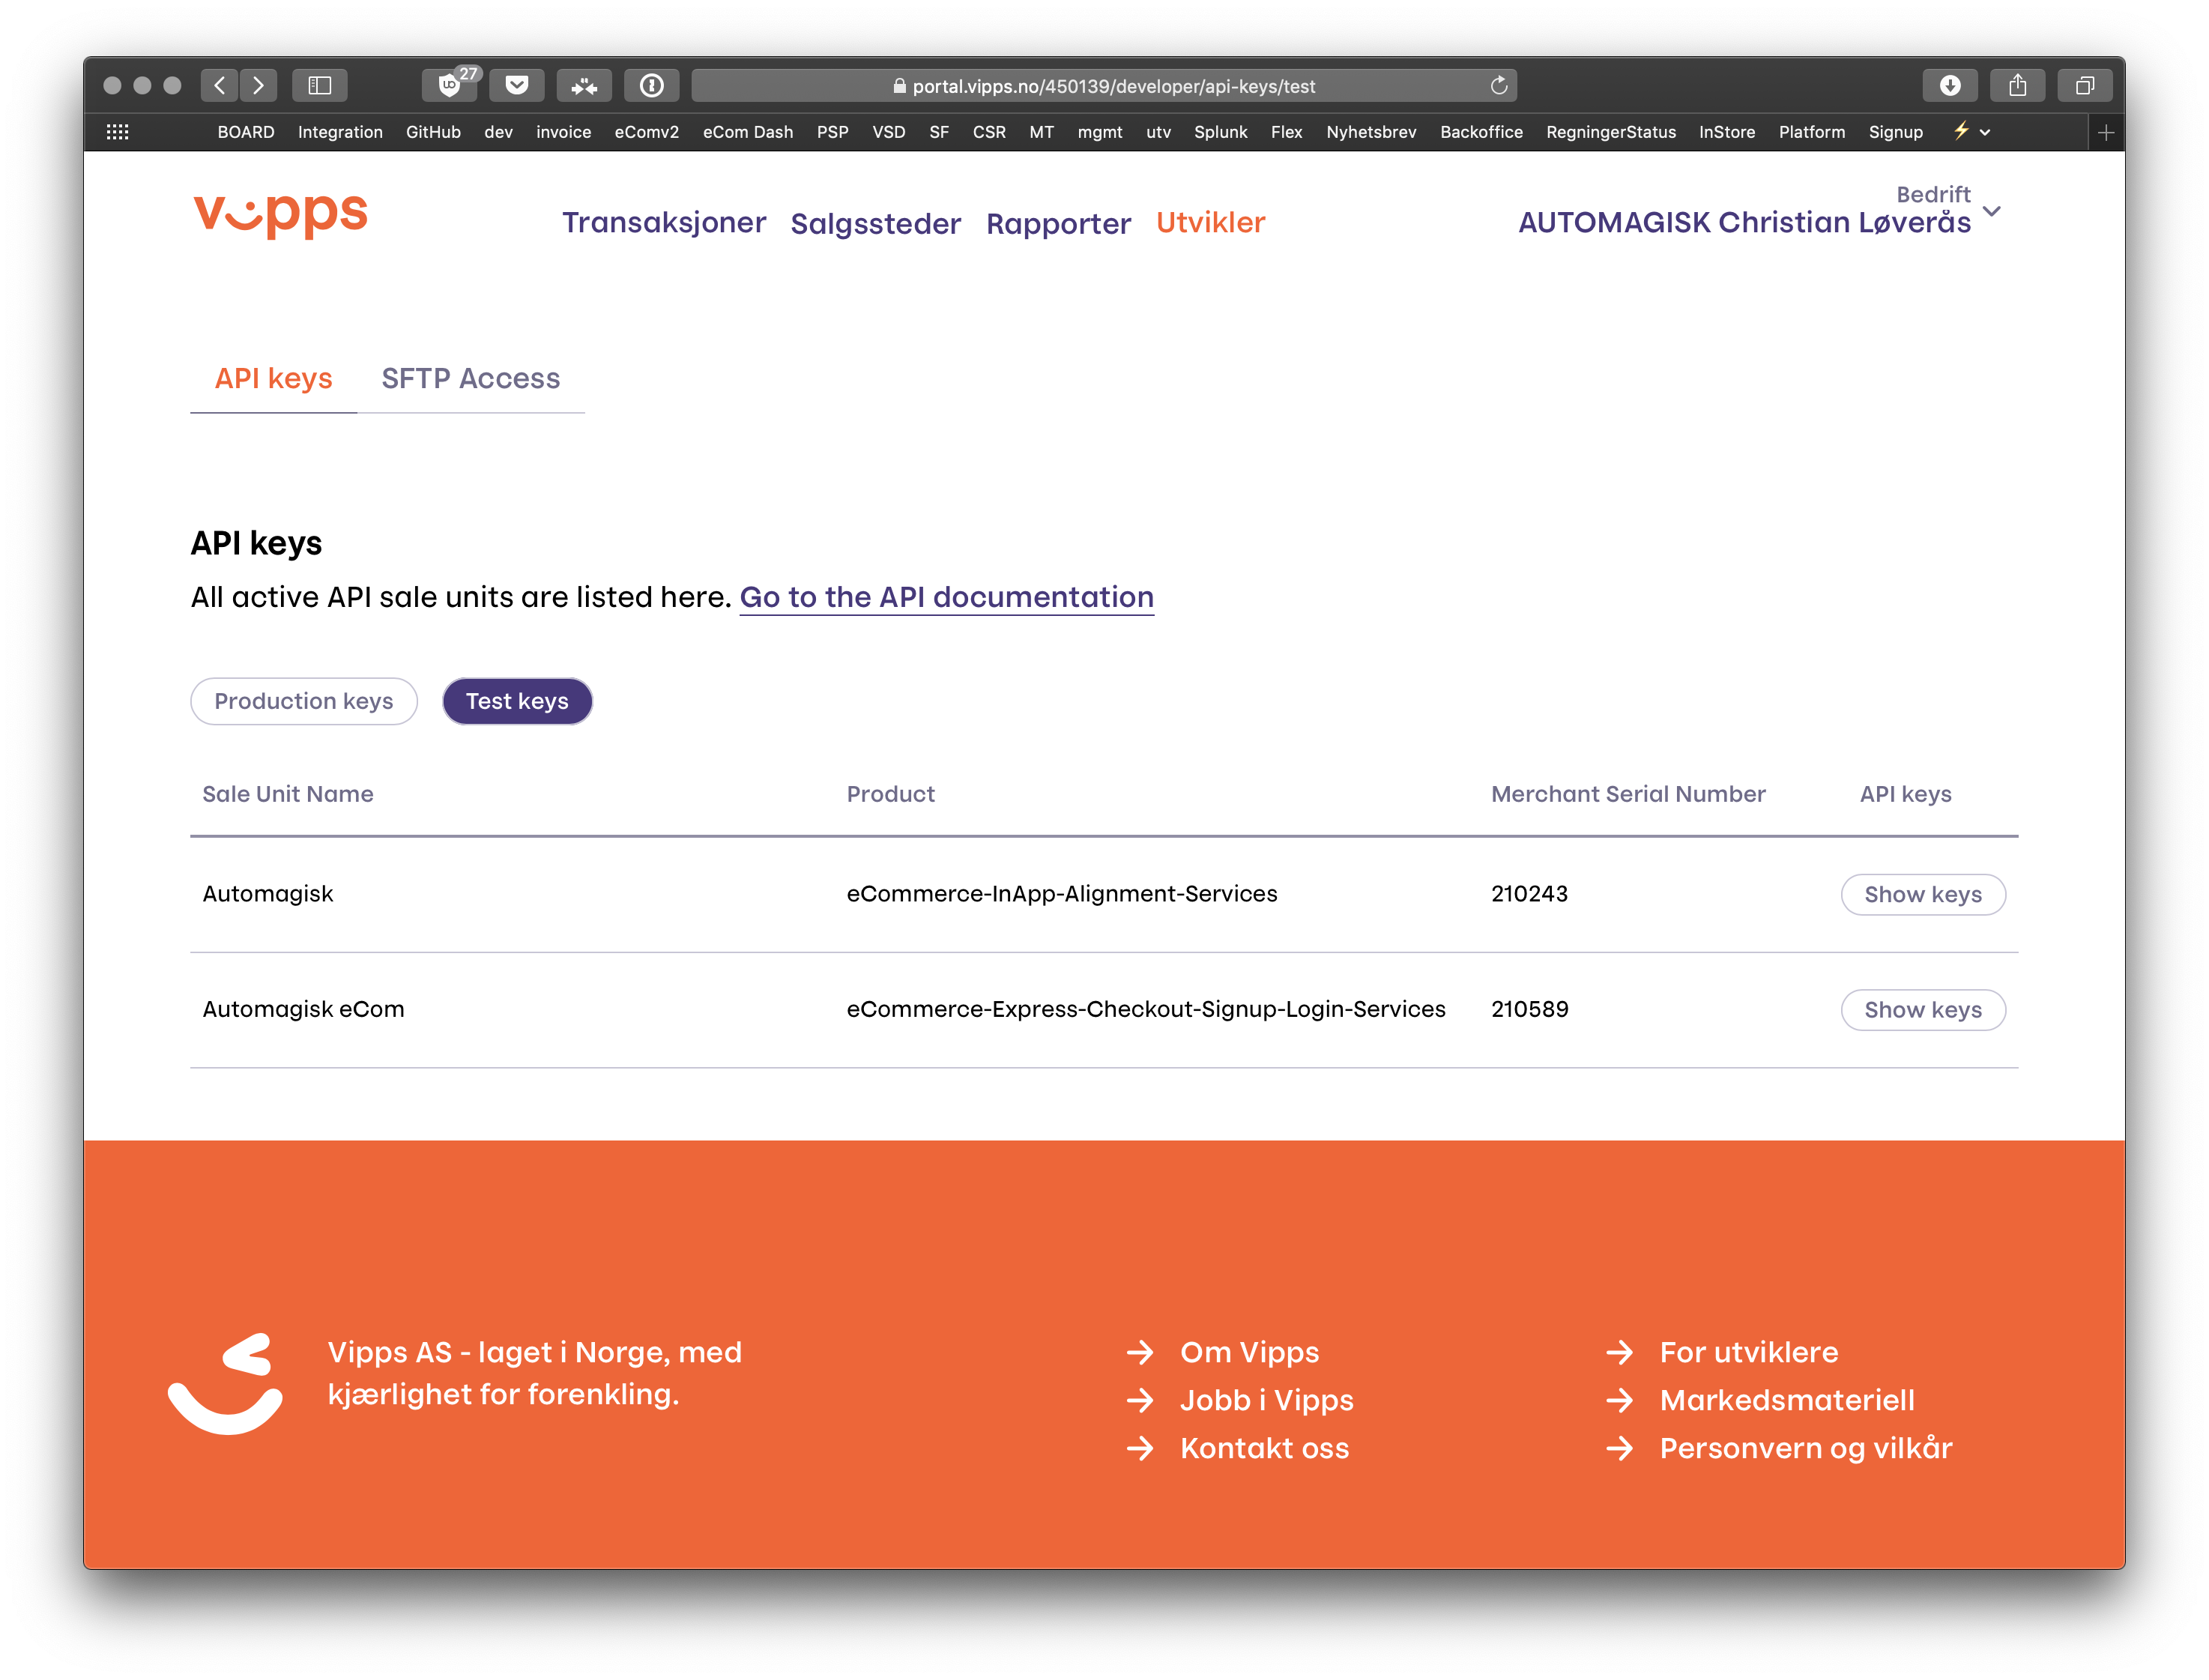 27
portal.vipps.no/450139/developer/api-keys/test
BOARD Integration GitHub dev invoice eComv2 eCom Dash PSP VSD SF CSR MT mgmt utv Splunk Flex Nyhetsbrev Backoffice RegningerStatus InStore Platform Signup
vipps
Transaksjoner Salgssteder Rapporter Utvikler
Bedrift
AUTOMAGISK Christian Løverås
API keys SFTP Access
API keys
All active API sale units are listed here. Go to the API documentation
Production keys Test keys
Sale Unit Name Product Merchant Serial Number API keys
Automagisk eCommerce-InApp-Alignment-Services 210243 Show keys
Automagisk eCom eCommerce-Express-Checkout-Signup-Login-Services 210589 Show keys
Vipps AS - laget i Norge, med
kjærlighet for forenkling.
Om Vipps
Jobb i Vipps
Kontakt oss
For utviklere
Markedsmateriell
Personvern og vilkår